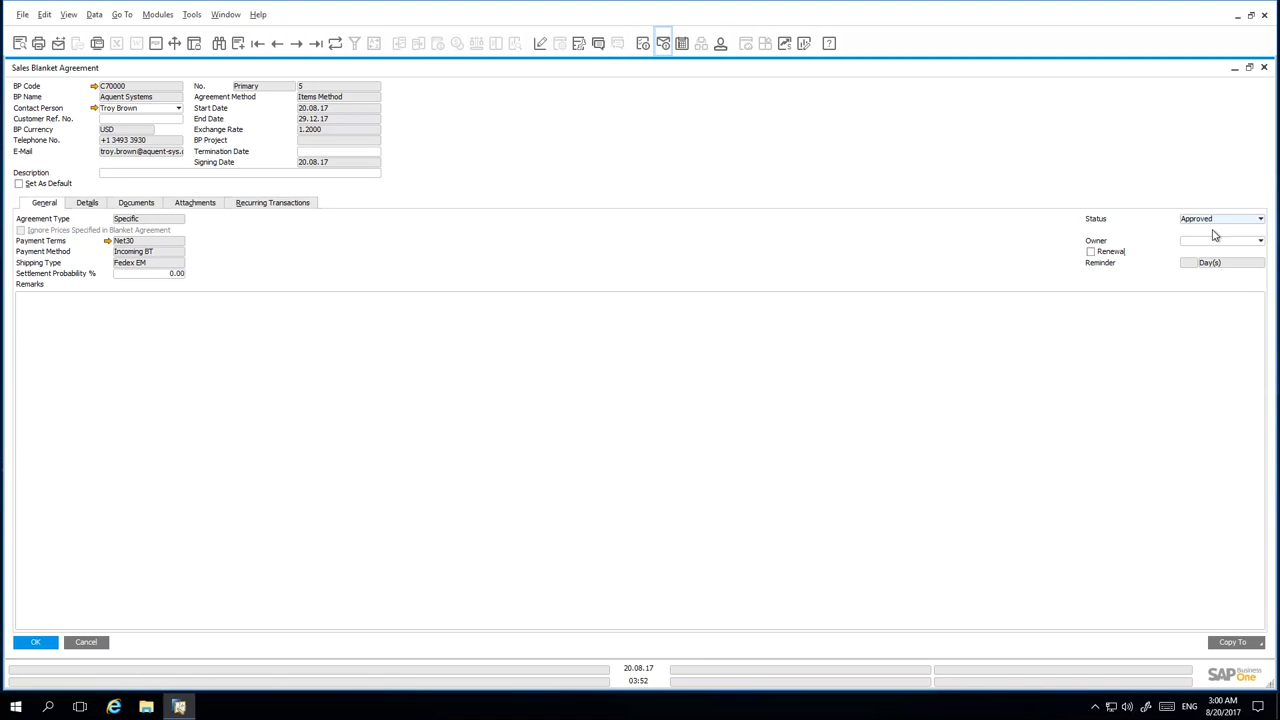 File Edit View Data Go To Modules Tools Window Help
Sales Blanket Agreement
BP Code C70000 No. Primary 5
BP Name Aquent Systems Agreement Method Items Method
Contact Person Troy Brown Start Date 20.08.17
Customer Ref. No. End Date 29.12.17
BP Currency USD Exchange Rate 1.2000
Telephone No. +1 3493 3930 BP Project
E-Mail troy.brown@aquent-sys. Termination Date
Signing Date 20.08.17
Description
Set As Default
General Details Documents Attachments Recurring Transactions
Agreement Type Specific Status Approved
Ignore Prices Specified in Blanket Agreement
Payment Terms Net30 Owner
Payment Method Incoming BT Renewal
Shipping Type Fedex EM Reminder Day(s)
Settlement Probability % 0.00
Remarks
OK Cancel Copy To
20.08.17
03:52
SAP Business One
ENG
3:00 AM
8/20/2017